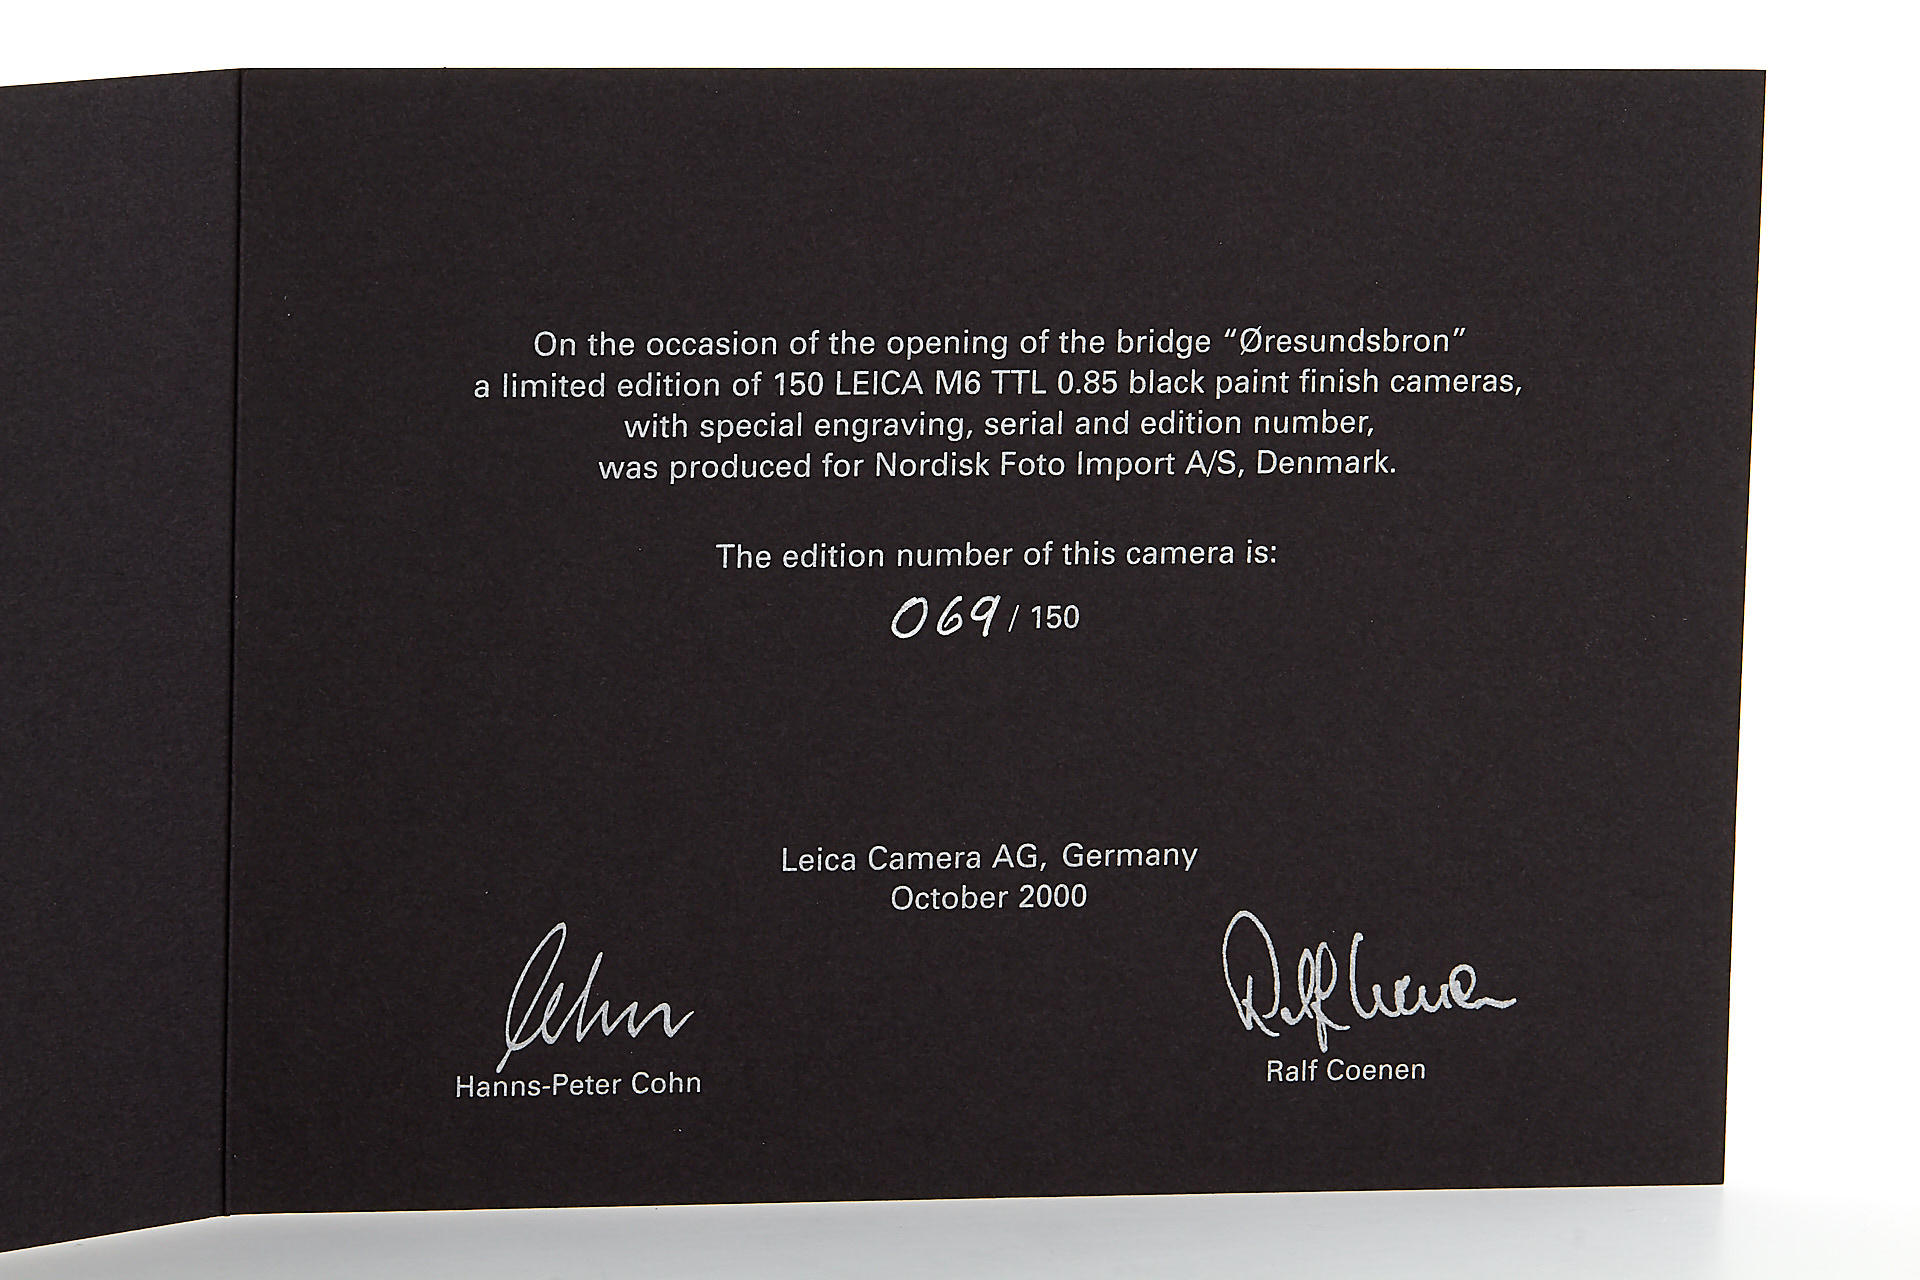 On the occasion of the opening of the bridge “Øresundsbron”
a limited edition of 150 LEICA M6 TTL 0.85 black paint finish cameras,
with special engraving, serial and edition number,
was produced for Nordisk Foto Import A/S, Denmark.
The edition number of this camera is:
069 / 150
Leica Camera AG, Germany
October 2000
Cohn
Ralf Coenen
Hanns-Peter Cohn
Ralf Coenen